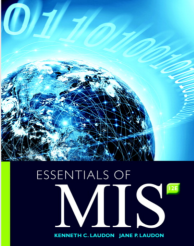 ESSENTIALS OF
MIS
KENNETH C. LAUDON JANE P. LAUDON